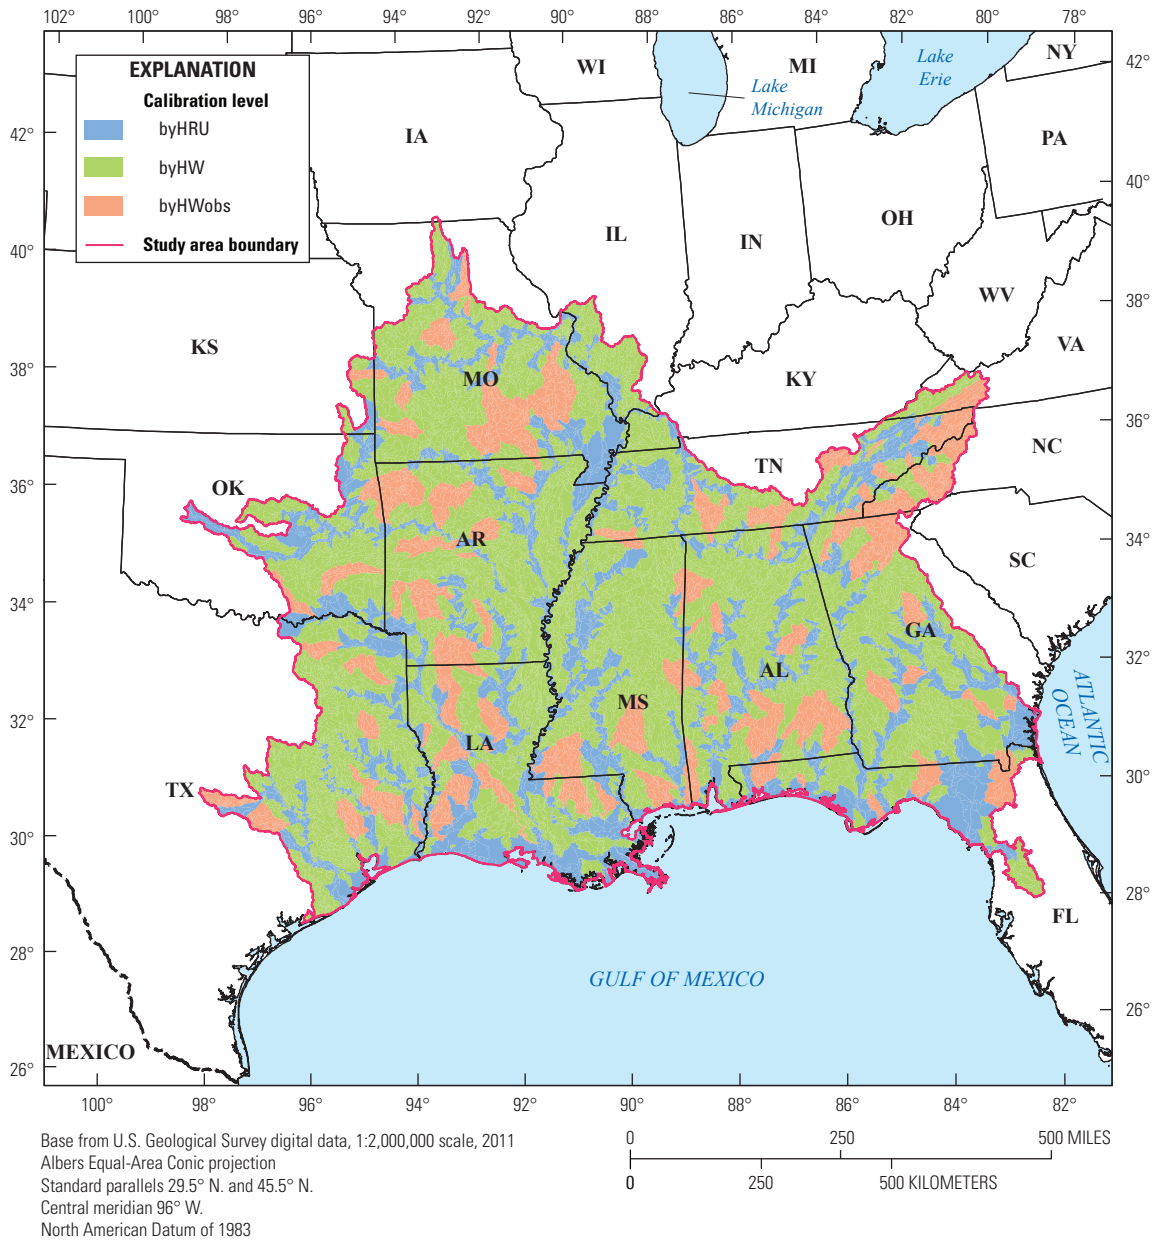 102° 100° 98° 96° 94° 92° 90° 88° 86° 84° 82° 80° 78°
EXPLANATION
Calibration level
byHRU
byHW
byHWobs
Study area boundary
WI
MI
NY
Lake
Michigan
Lake
Erie
IA
PA
IL
IN
OH
WV
VA
KS
MO
KY
TN
NC
OK
AR
SC
GA
AL
MS
LA
TX
FL
ATLANTIC
OCEAN
GULF OF MEXICO
MEXICO
42°
40°
38°
36°
34°
32°
30°
28°
26°
42°
40°
38°
36°
34°
32°
30°
28°
26°
100° 98° 96° 94° 92° 90° 88° 86° 84° 82°
Base from U.S. Geological Survey digital data, 1:2,000,000 scale, 2011
Albers Equal-Area Conic projection
Standard parallels 29.5° N. and 45.5° N.
Central meridian 96° W.
North American Datum of 1983
0 250 500 MILES
0 250 500 KILOMETERS